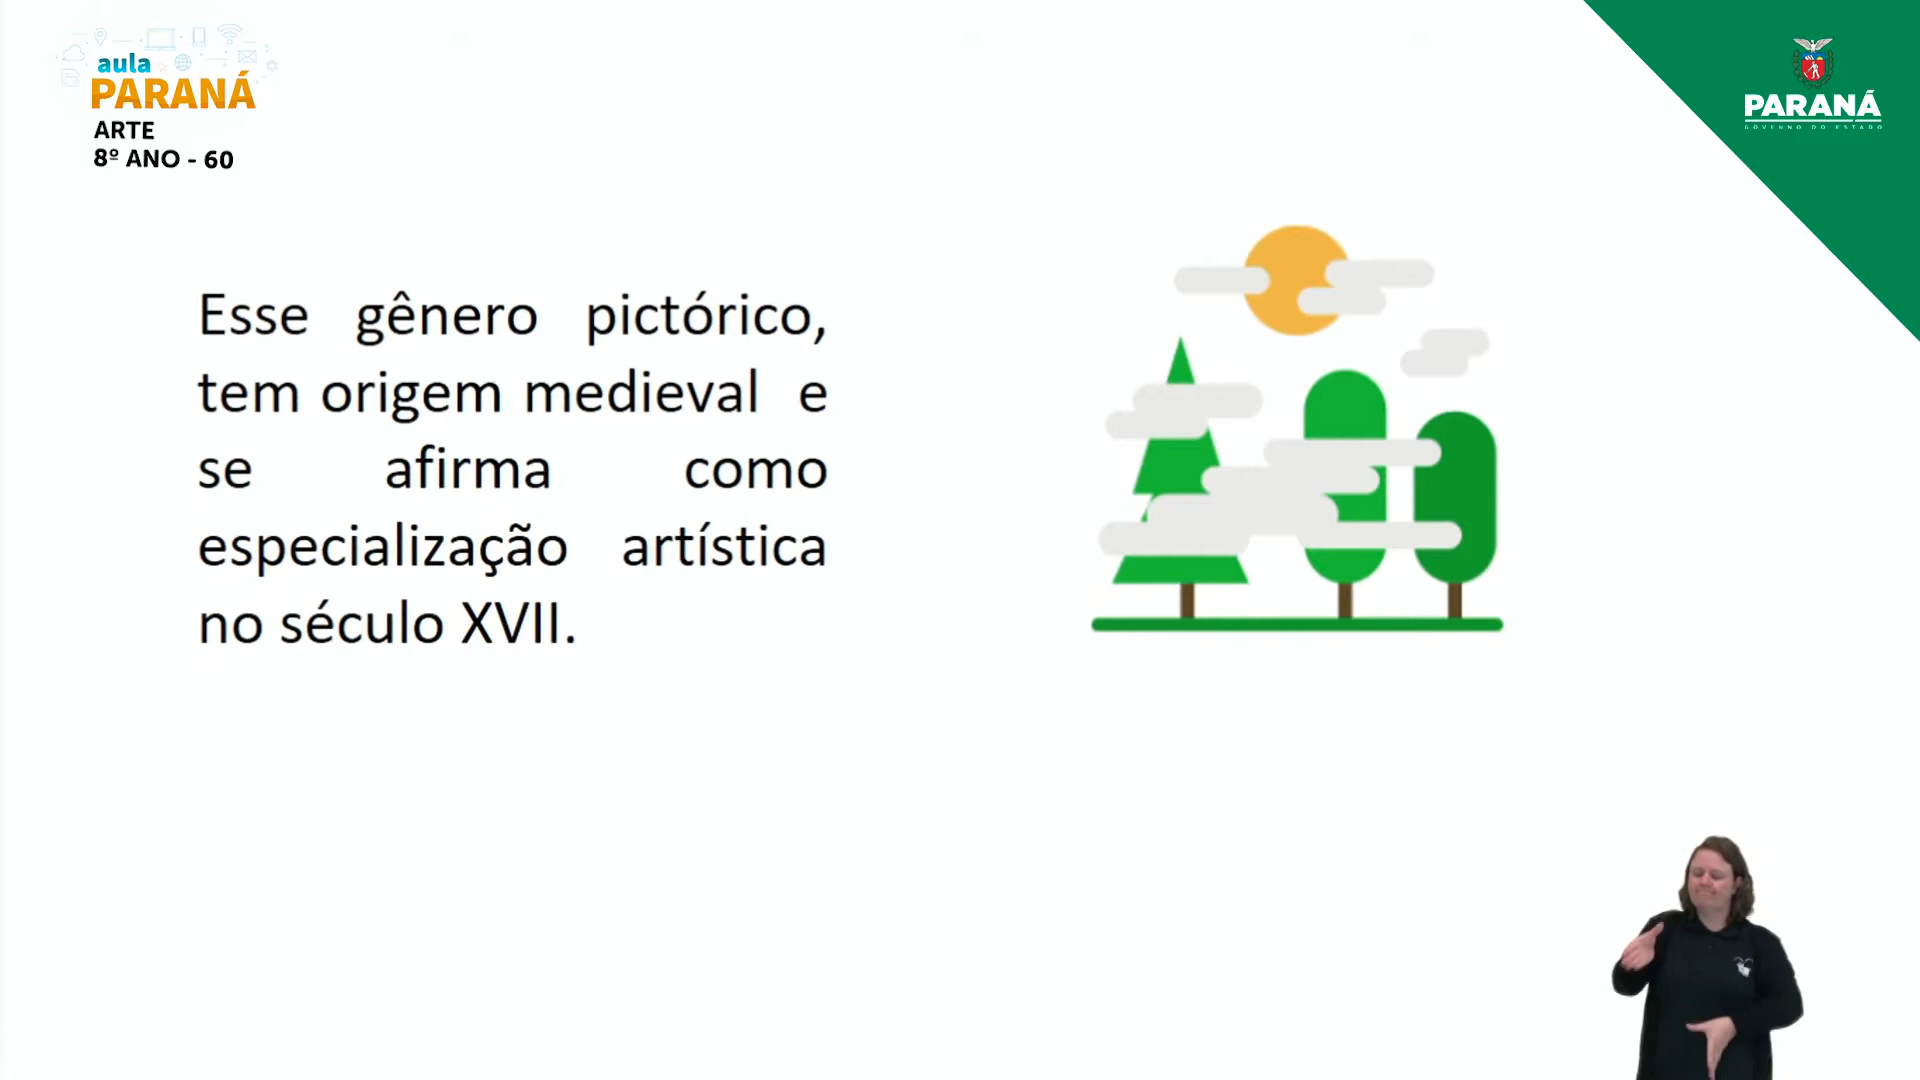 aula
PARANÁ
ARTE
8º ANO - 60
PARANÁ
GOVERNO DO ESTADO
Esse gênero pictórico,
tem origem medieval e
se afirma como
especialização artística
no século XVII.